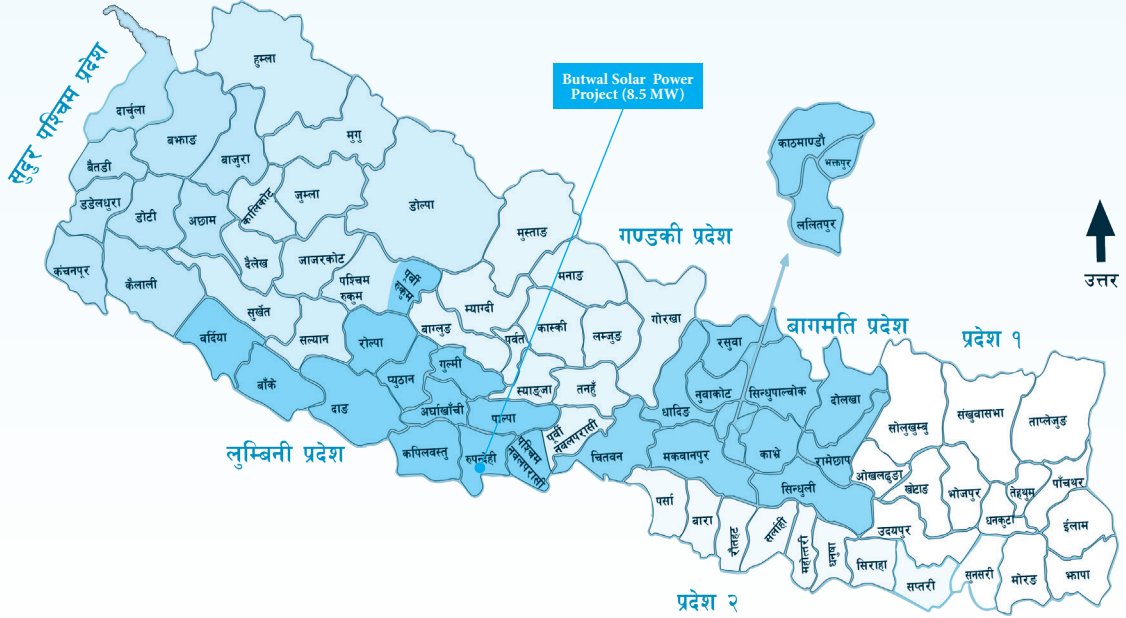 सुदुर पश्चिम प्रदेश
हुम्ला
दार्चुला
बझाङ
मुगु
बाजुरा
बैतडी
डडेलधुरा
डोटी
अछाम
कालिकोट
जुम्ला
डोल्पा
कंचनपूर
कैलाली
दैलेख
जाजरकोट
पश्चिम
रुकुम
पूर्वी
रुकुम
सुर्खेत
सल्यान
Butwal Solar Power
Project (8.5 MW)
मुस्ताङ
मनाङ
गण्डकी प्रदेश
म्याग्दी
बाग्लुङ
पर्वत
कास्की
लम्जुङ
गोरखा
स्याङ्जा
तनहुँ
पूर्वी
नवलपरासी
काठमाण्डौ
भक्तपुर
ललितपुर
उत्तर
बर्दिया
बाँके
रोल्पा
प्युठान
गुल्मी
दाङ
अर्घाखाँची
पाल्पा
कपिलवस्तु
रुपन्देही
पश्चिम
नवलपरासी
लुम्बिनी प्रदेश
बागमति प्रदेश
रसुवा
नुवाकोट
सिन्धुपाल्चोक
दोलखा
धादिङ
चितवन
मकवानपुर
काभ्रे
रामेछाप
सिन्धुली
प्रदेश १
सोलुखुम्बु
संखुवासभा
ताप्लेजुङ
ओखलढुङा
खोटाङ
भोजपुर
तेह्रथुम
पाँचथर
धनकुटा
ईलाम
उदयपुर
सुनसरी
मोरङ
झापा
पर्सा
बारा
रौतहट
सर्लाही
महोत्तरी
धनुषा
सिराहा
सप्तरी
प्रदेश २